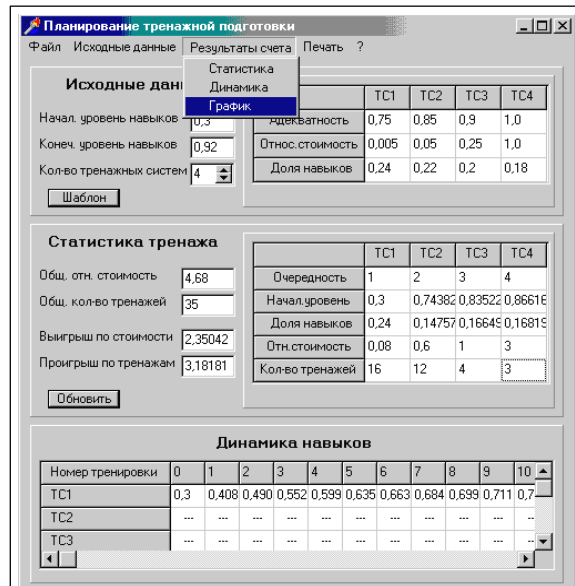 Планирование тренажной подготовки
Файл Исходные данные Результаты счета Печать ?
Статистика
Динамика
График
Исходные дан
Начал. уровень навыков 0,3
Конеч. уровень навыков 0,92
Кол-во тренажных систем 4
Шаблон
ТС1 ТС2 ТС3 ТС4
Адекватность 0,75 0,85 0,9 1,0
Относ.стоимость 0,005 0,05 0,25 1,0
Доля навыков 0,24 0,22 0,2 0,18
Статистика тренажа
Общ. отн. стоимость 4,68
Общ. кол-во тренажей 35
Выигрыш по стоимости 2,35042
Проигрыш по тренажам 3,18181
Обновить
ТС1 ТС2 ТС3 ТС4
Очередность 1 2 3 4
Начал.уровень 0,3 0,74382 0,83522 0,86616
Доля навыков 0,24 0,14757 0,16645 0,16819
Отн.стоимость 0,08 0,6 1 3
Кол-во тренажей 16 12 4 3
Динамика навыков
Номер тренировки 0 1 2 3 4 5 6 7 8 9 10
ТС1 0,3 0,408 0,490 0,552 0,599 0,635 0,663 0,684 0,699 0,711 0,7
ТС2 --- --- --- --- --- --- --- --- --- --- --
ТС3 --- --- --- --- --- --- --- --- --- --- --